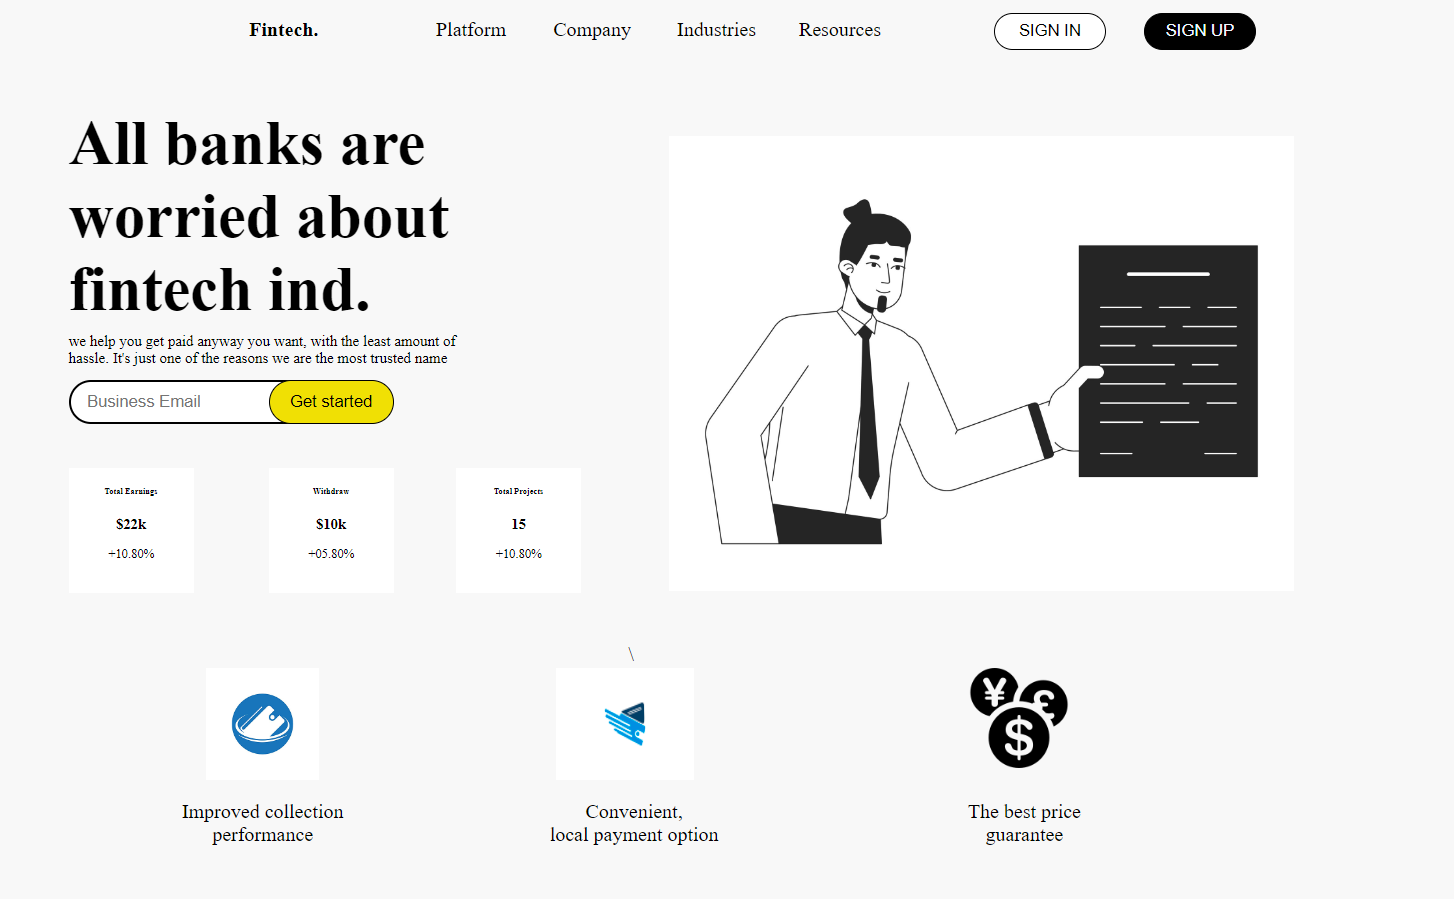 Fintech.
Platform
Company
Industries
Resources
SIGN IN
SIGN UP
All banks are
worried about
fintech ind.
we help you get paid anyway you want, with the least amount of
hassle. It's just one of the reasons we are the most trusted name
Business Email
Get started
Total Earnings
$22k
+10.80%
Withdraw
$10k
+05.80%
Total Projects
15
+10.80%
\
¥
£
$
Improved collection
performance
Convenient,
local payment option
The best price
guarantee